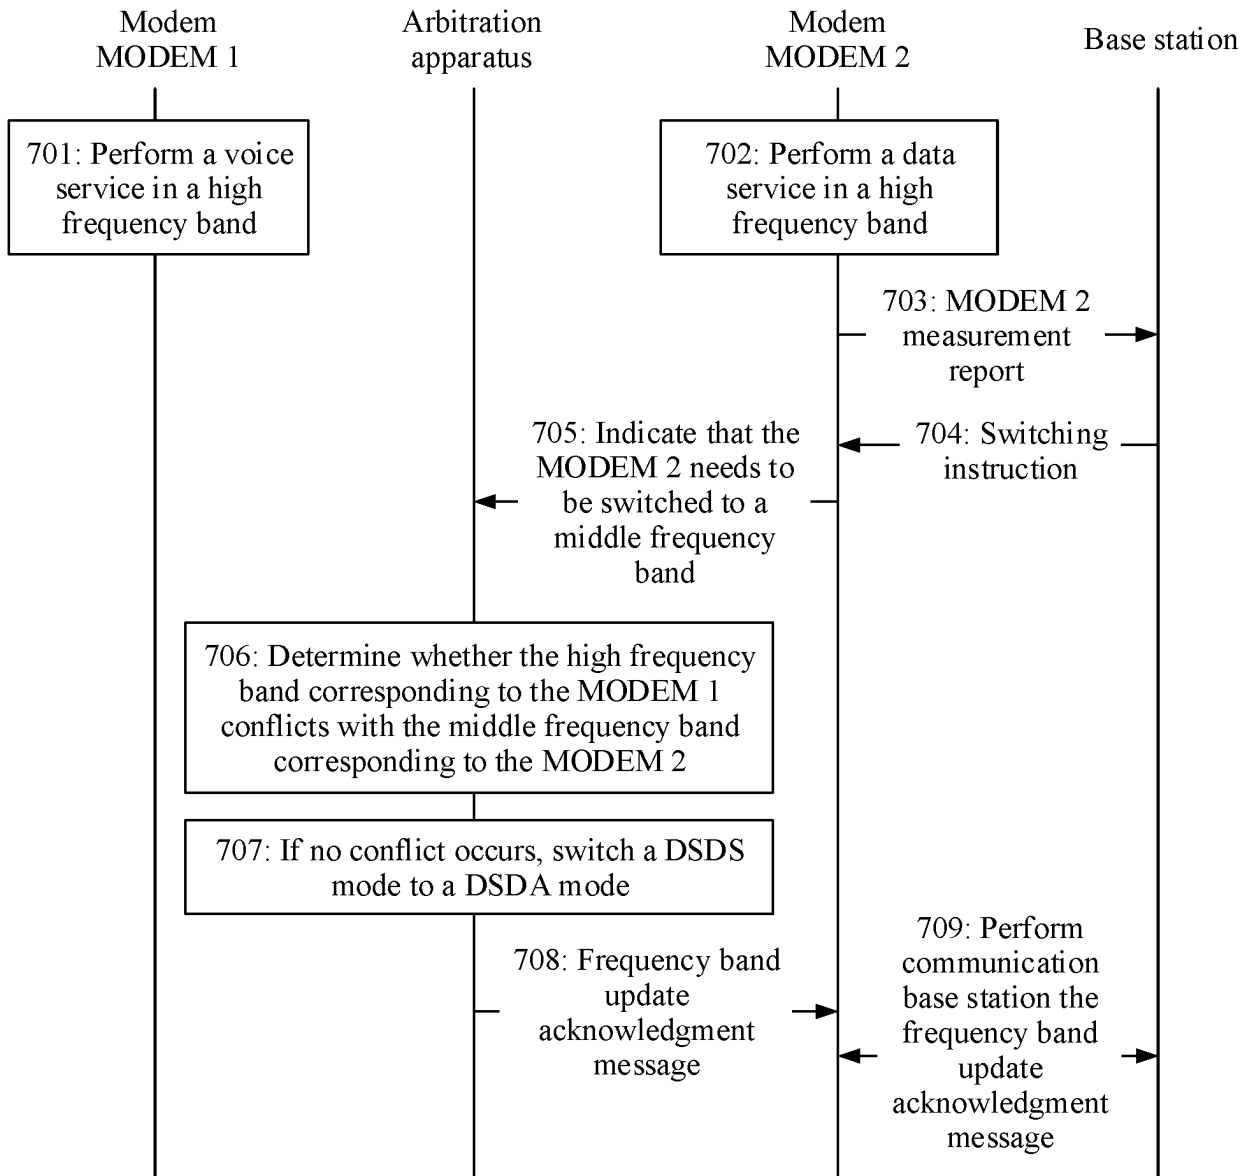 Modem
MODEM 1
Arbitration
apparatus
Modem
MODEM 2
Base station
701: Perform a voice
service in a high
frequency band
702: Perform a data
service in a high
frequency band
703: MODEM 2
measurement
report
704: Switching
instruction
705: Indicate that the
MODEM 2 needs to
be switched to a
middle frequency
band
706: Determine whether the high frequency
band corresponding to the MODEM 1
conflicts with the middle frequency band
corresponding to the MODEM 2
707: If no conflict occurs, switch a DSDS
mode to a DSDA mode
708: Frequency band
update
acknowledgment
message
709: Perform
communication
base station the
frequency band
update
acknowledgment
message